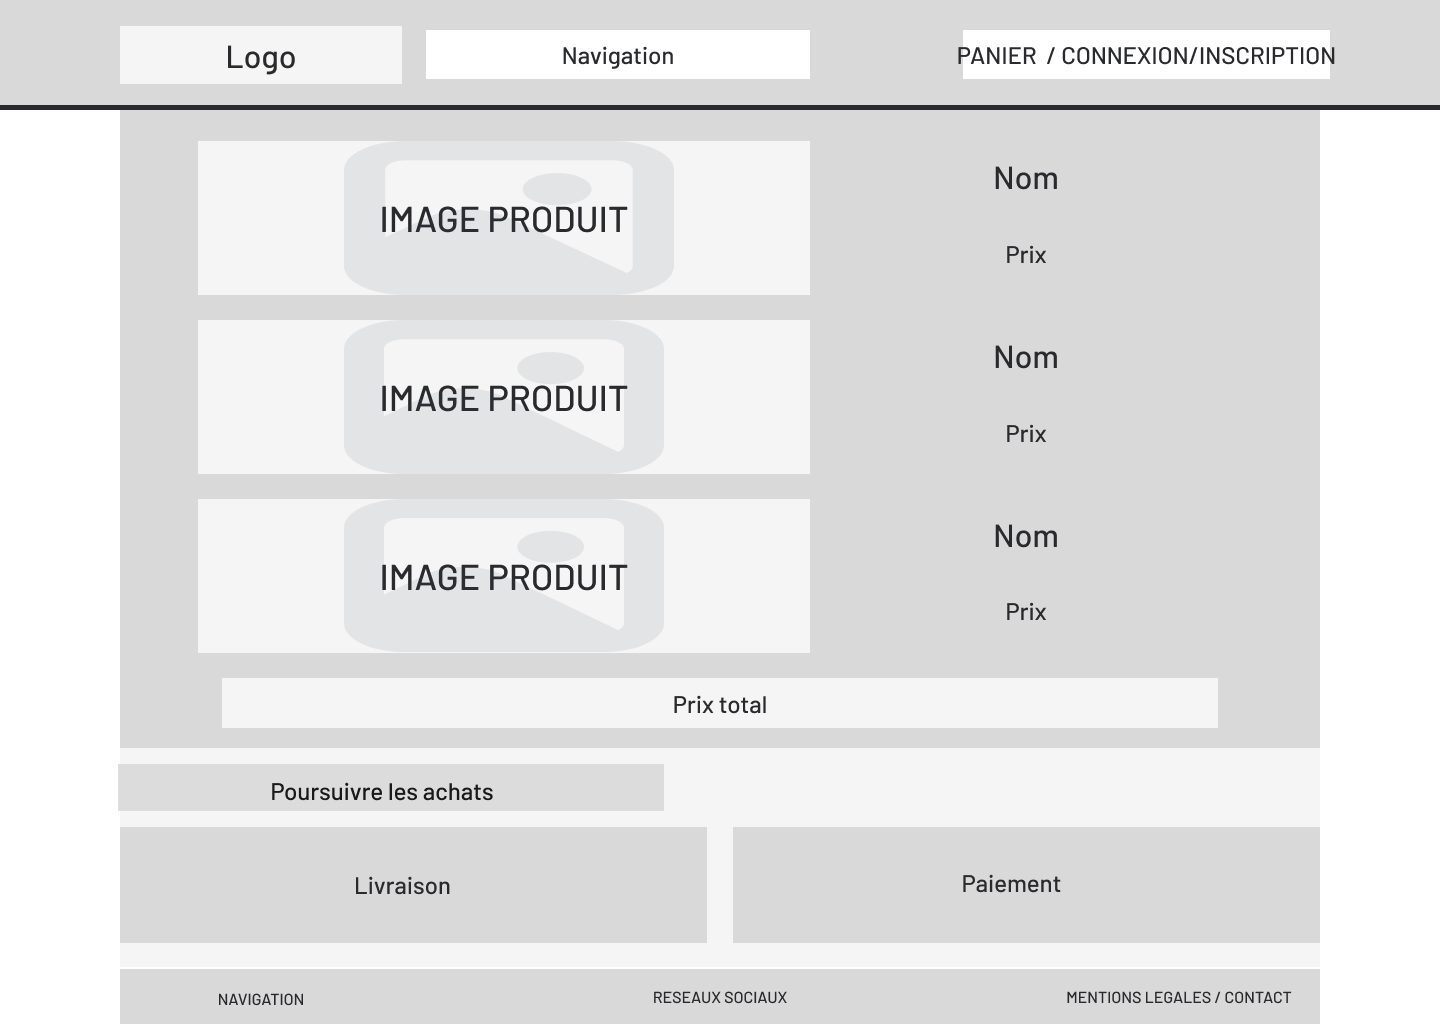 Logo
Navigation
PANIER / CONNEXION/INSCRIPTION
IMAGE PRODUIT
Nom
Prix
IMAGE PRODUIT
Nom
Prix
IMAGE PRODUIT
Nom
Prix
Prix total
Poursuivre les achats
Livraison
Paiement
NAVIGATION
RESEAUX SOCIAUX
MENTIONS LEGALES / CONTACT